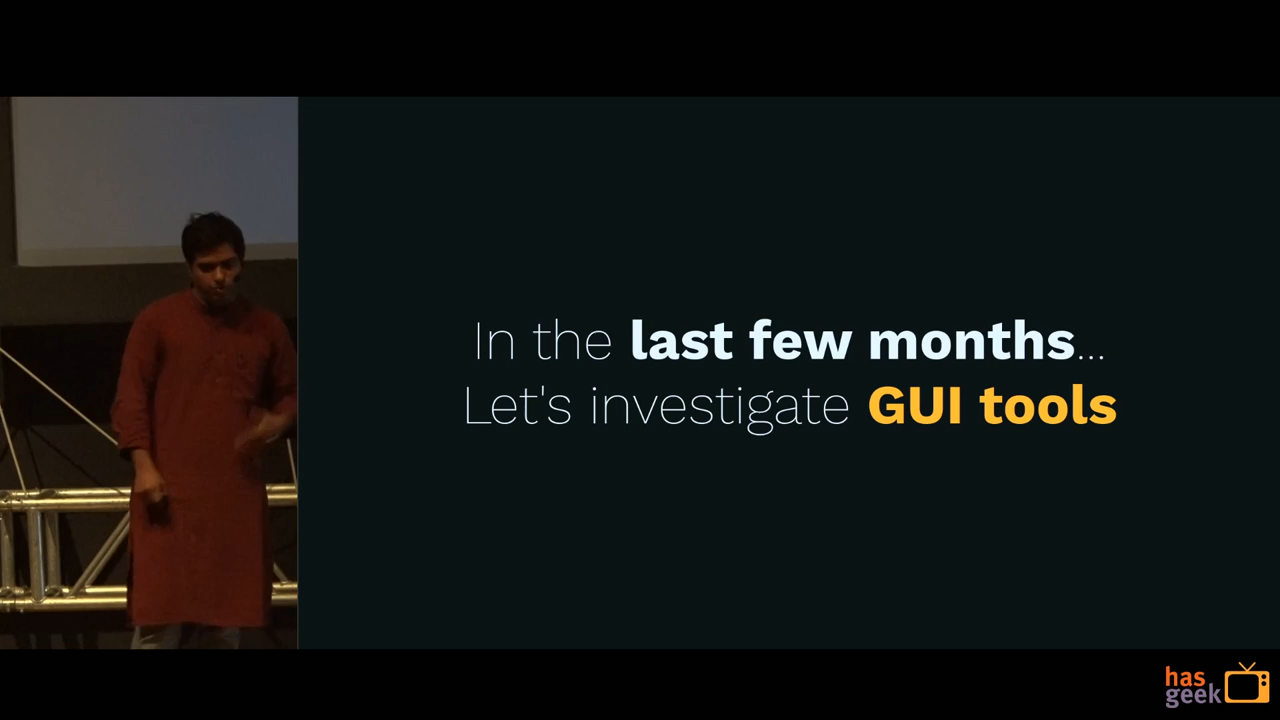 In the last few months...
Let's investigate GUI tools
has
geek